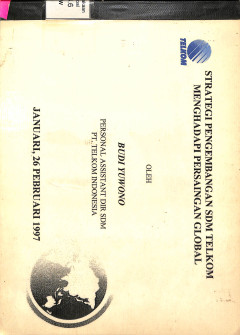 TELKOM
STRATEGI PENGEMBANGAN SDM TELKOM
MENGHADAPI PERSAINGAN GLOBAL
OLEH
BUDI YUWONO
PERSONAL ASSISTANT DIR SDM
PT. TELKOM INDONESIA
JANUARI, 26 PEBRUARI 1997